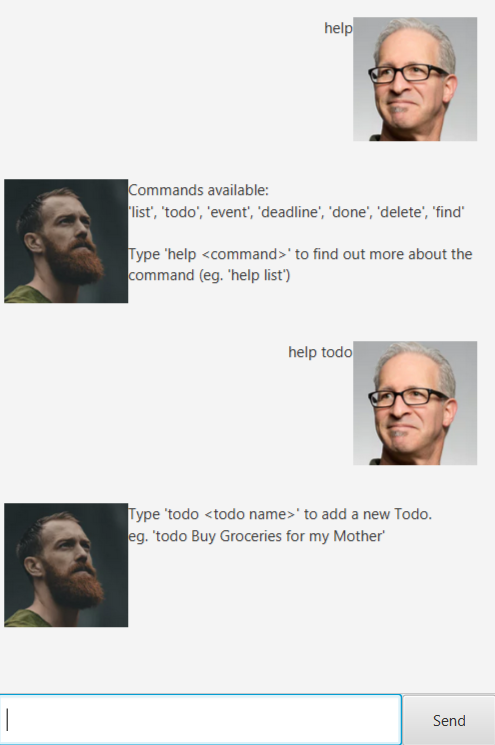 help
Commands available:
'list', 'todo', 'event', 'deadline', 'done', 'delete', 'find'
Type 'help <command>' to find out more about the
command (eg. 'help list')
help todo
Type 'todo <todo name>' to add a new Todo.
eg. 'todo Buy Groceries for my Mother'
Send